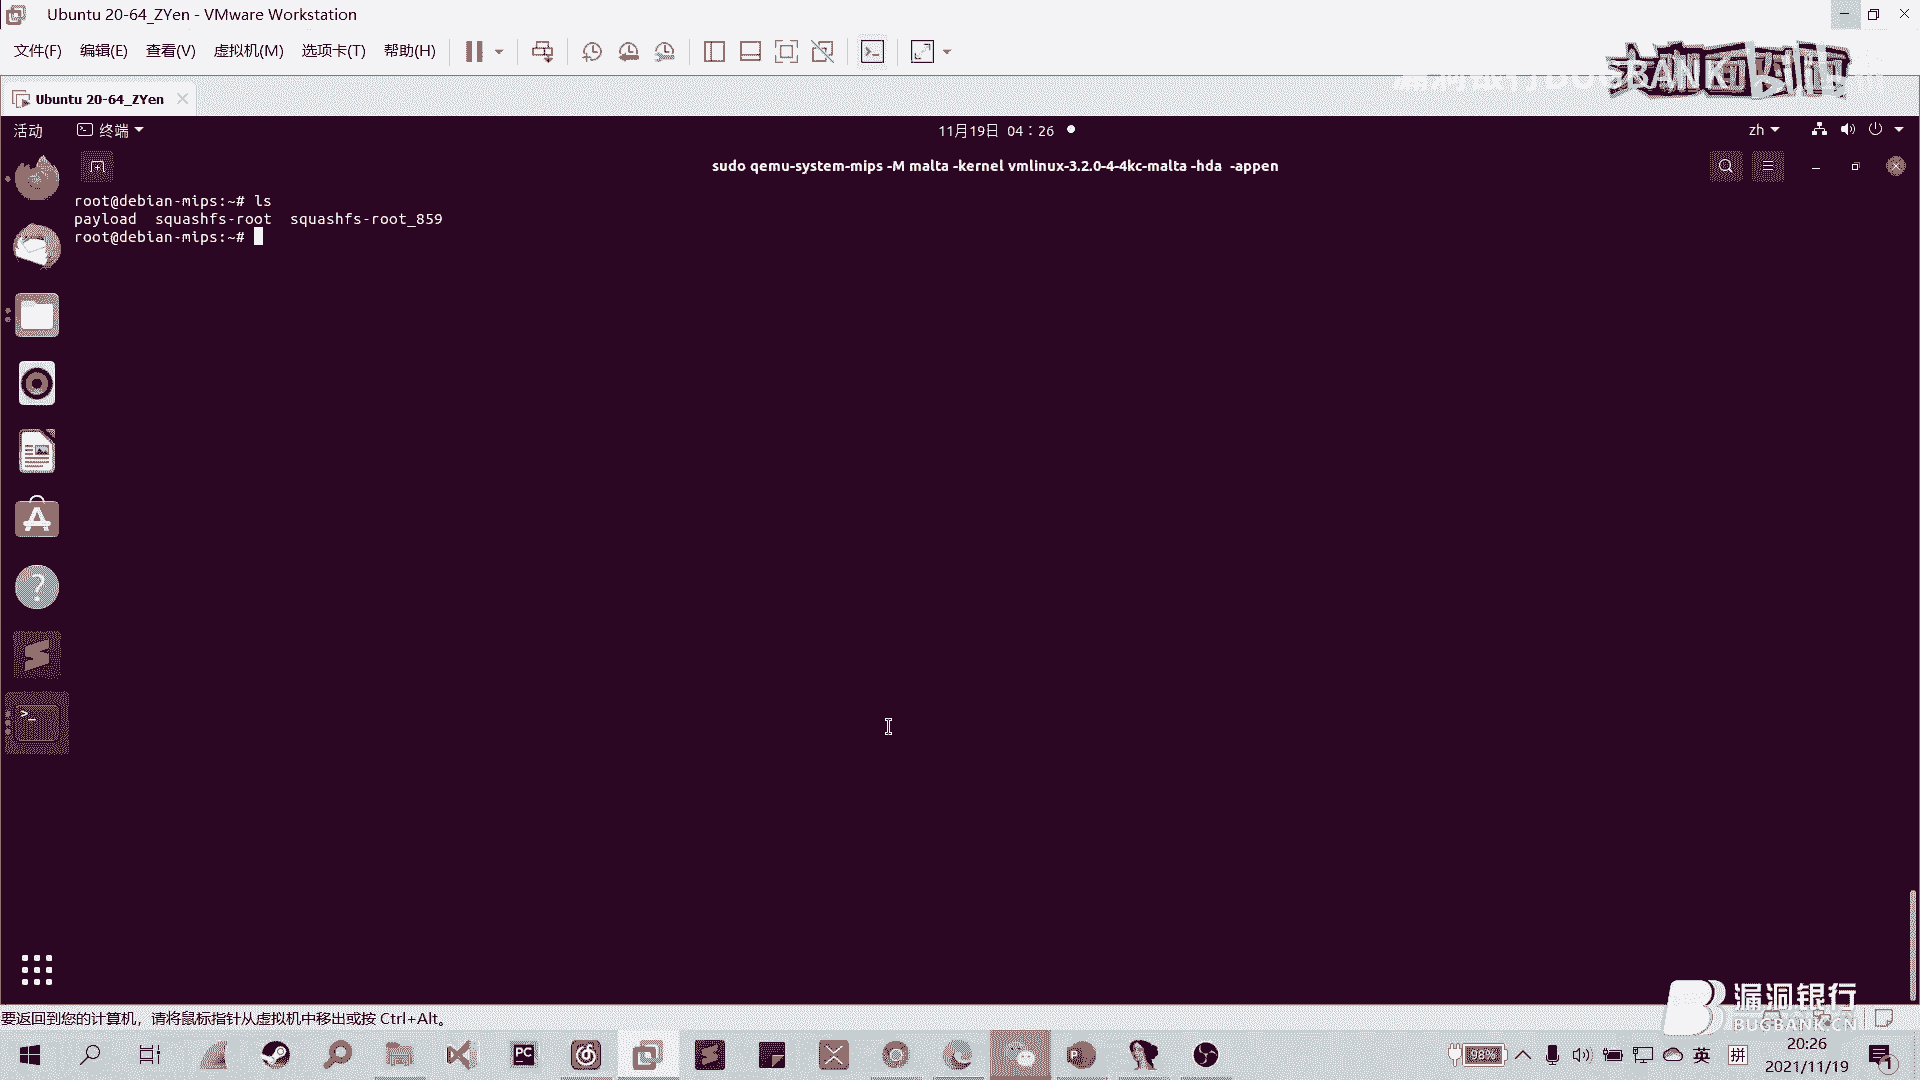 Ubuntu 20-64_ZYen - VMware Workstation
文件(F) 编辑(E) 查看(V) 虚拟机(M) 选项卡(T) 帮助(H)
Ubuntu 20-64_ZYen
活动 终端 11月19日 04：26 zh
sudo qemu-system-mips -M malta -kernel vmlinux-3.2.0-4-4kc-malta -hda  -appen
root@debian-mips:~# ls
payload  squashfs-root  squashfs-root_859
root@debian-mips:~#
要返回到您的计算机，请将鼠标指针从虚拟机中移出或按 Ctrl+Alt。
漏洞银行
BUGBANK.CN
98% 英 拼 20:26
2021/11/19 1